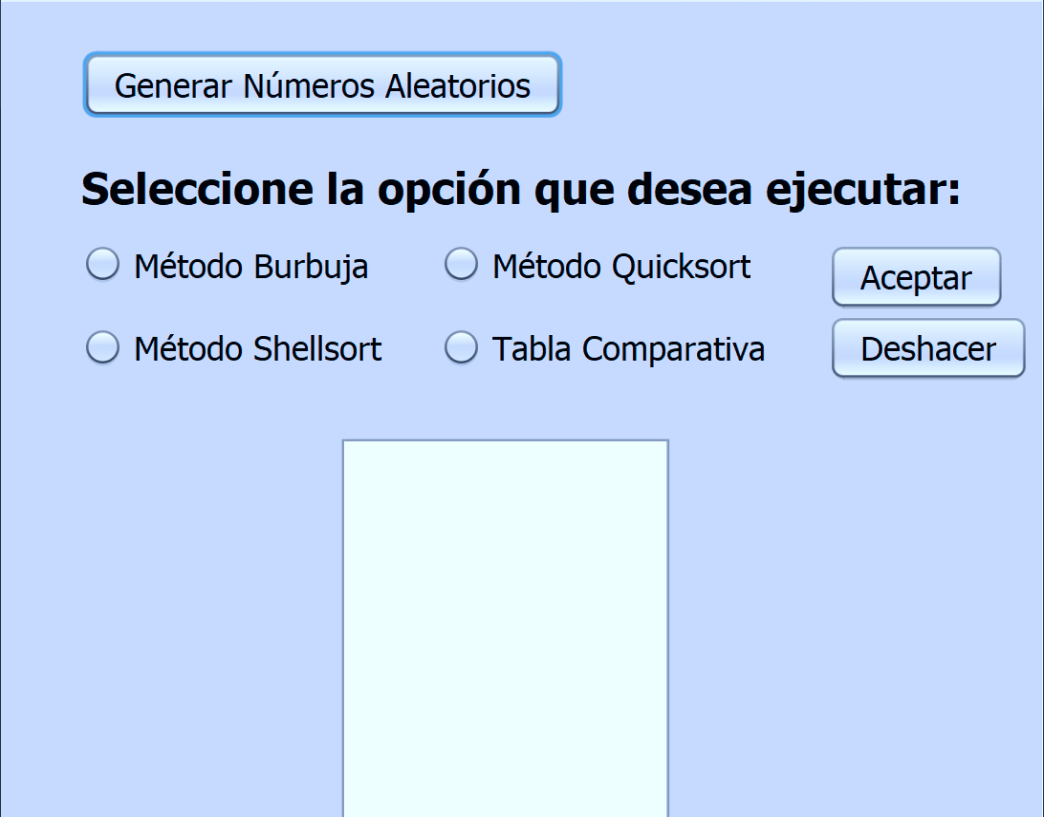 Generar Números Aleatorios
Seleccione la opción que desea ejecutar:
Método Burbuja
Método Quicksort
Aceptar
Método Shellsort
Tabla Comparativa
Deshacer